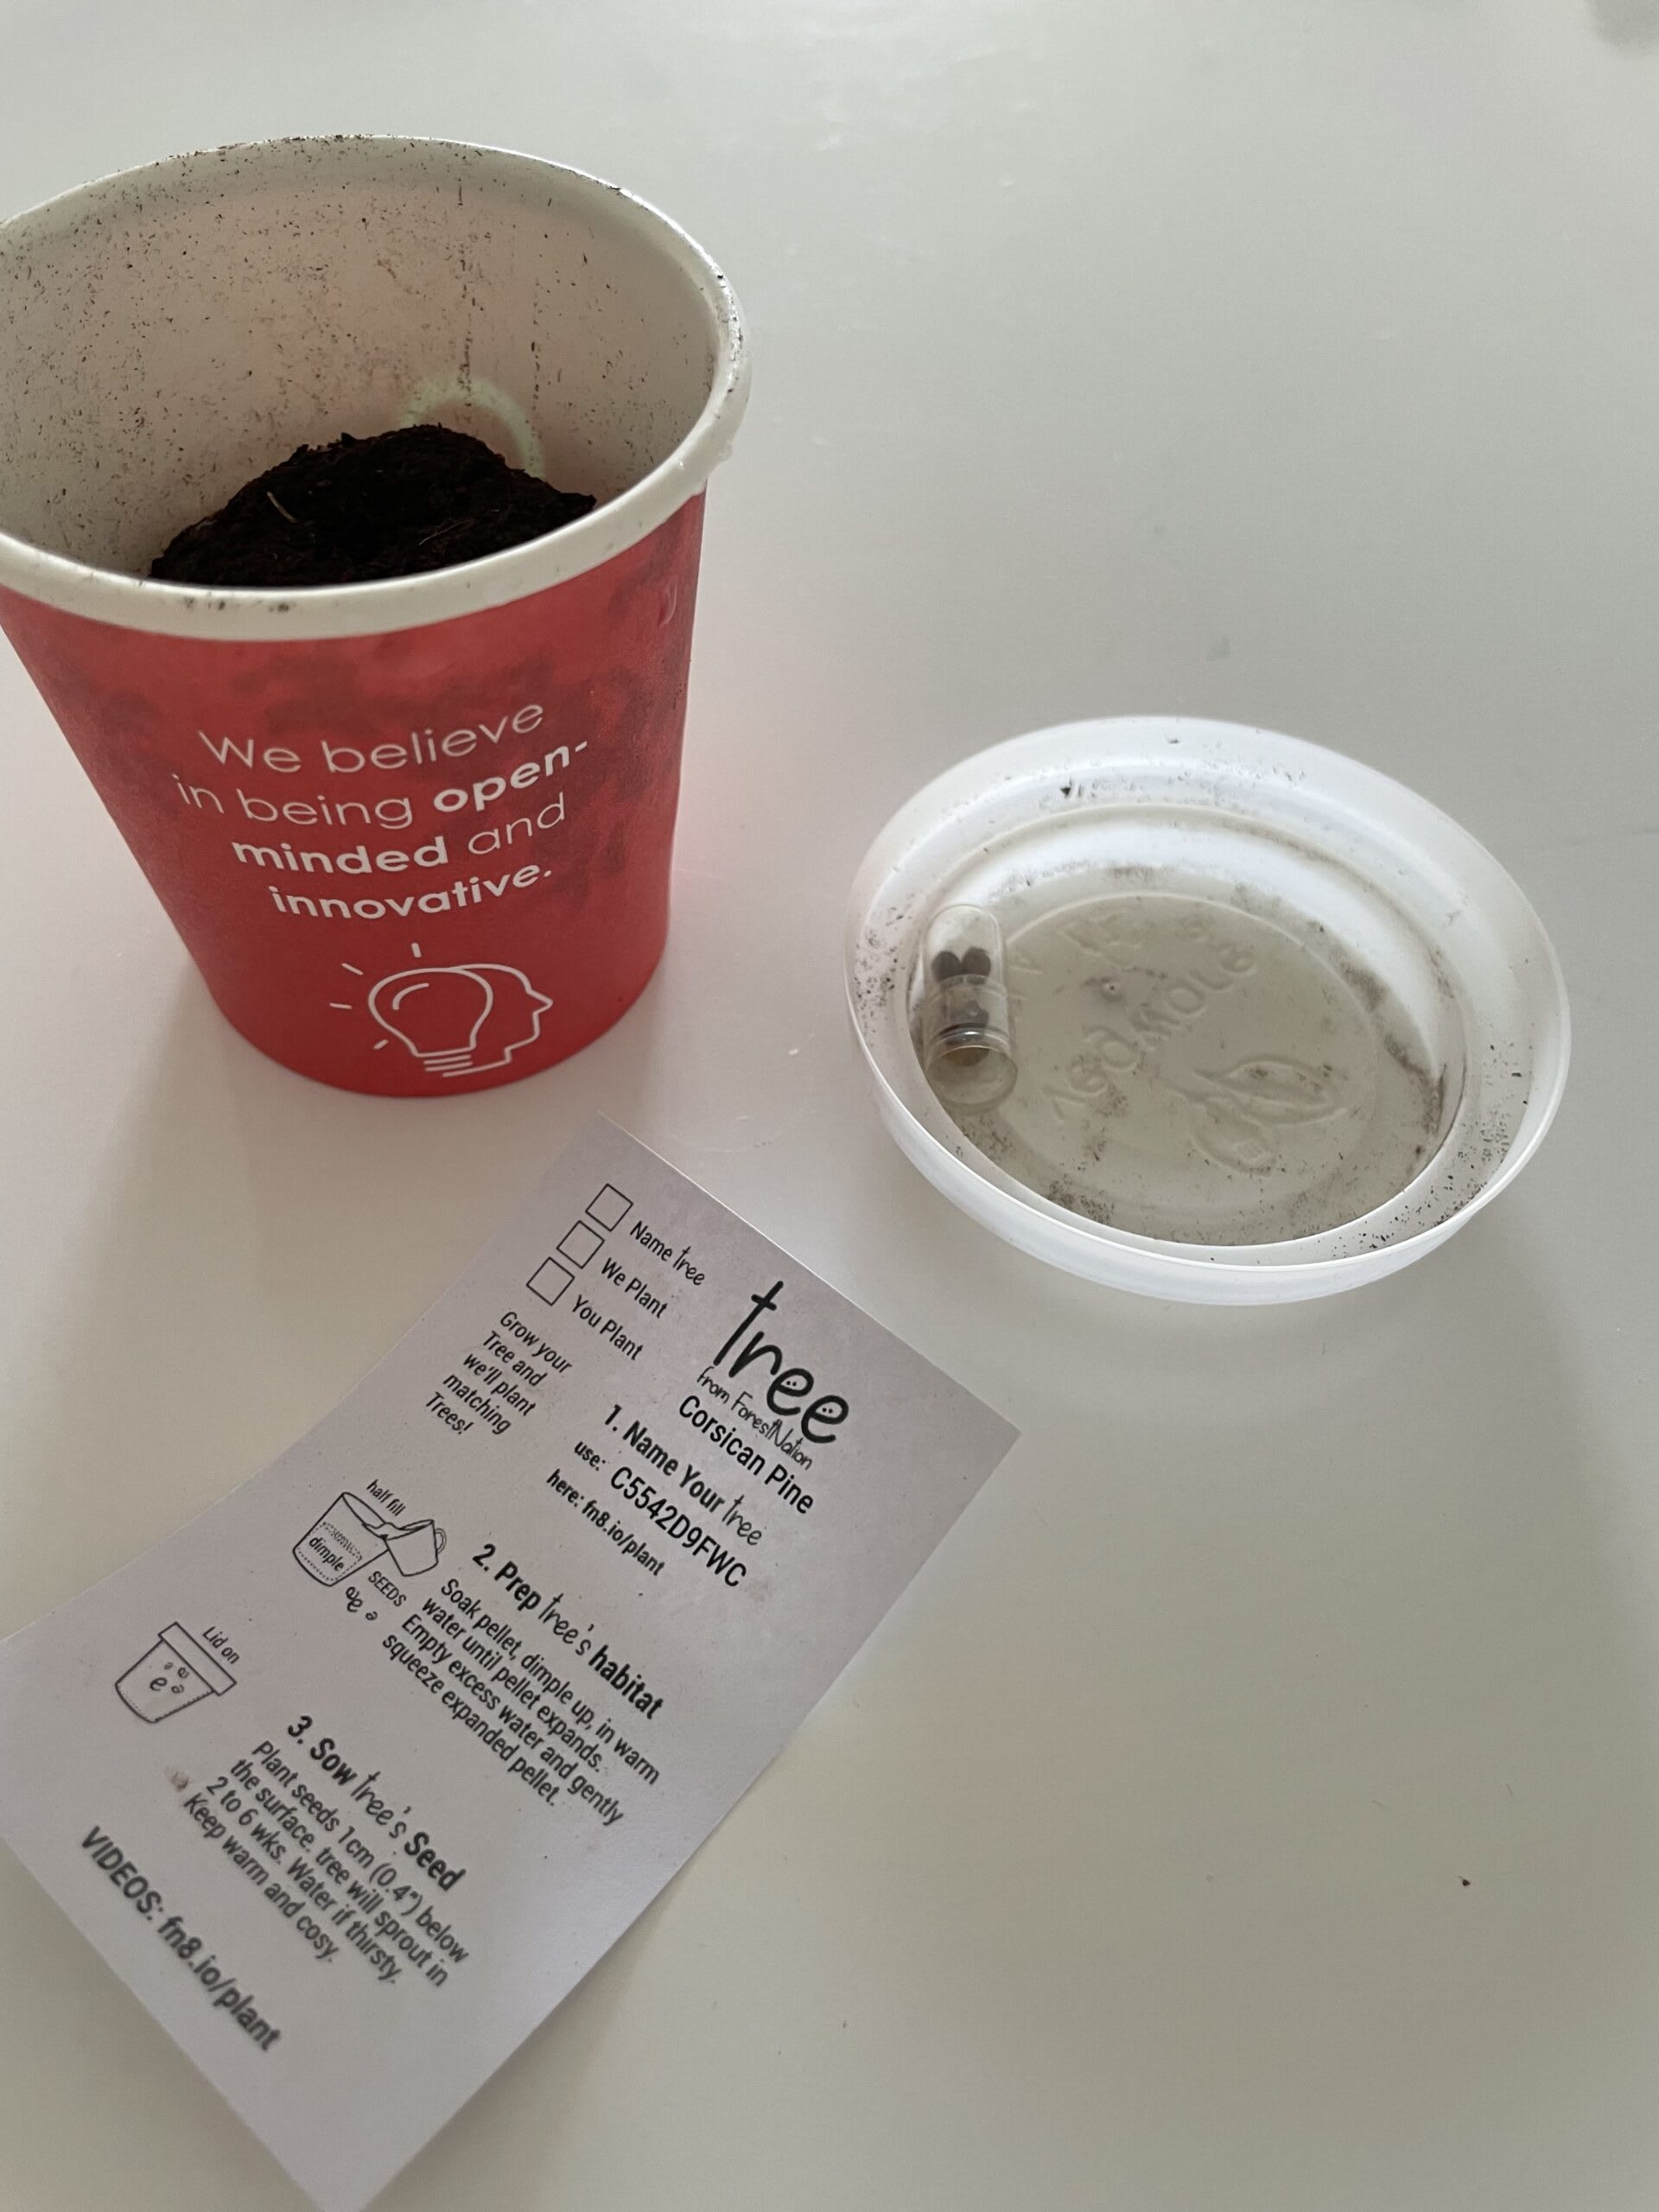 We believe
in being open-
minded and
innovative.
Name tree
We Plant
You Plant
Grow your
Tree and
we'll plant
matching
Trees!
tree
from ForestNation
Corsican Pine
1. Name Your tree
use: C5542D9FWC
here: fn8.io/plant
half fill
dimple
SEEDS
2. Prep tree's habitat
Soak pellet, dimple up, in warm
water until pellet expands.
Empty excess water and gently
squeeze expanded pellet.
Lid on
3. Sow tree's Seed
Plant seeds 1cm (0.4") below
the surface. tree will sprout in
2 to 6 wks. Water if thirsty.
Keep warm and cosy.
VIDEOS: fn8.io/plant